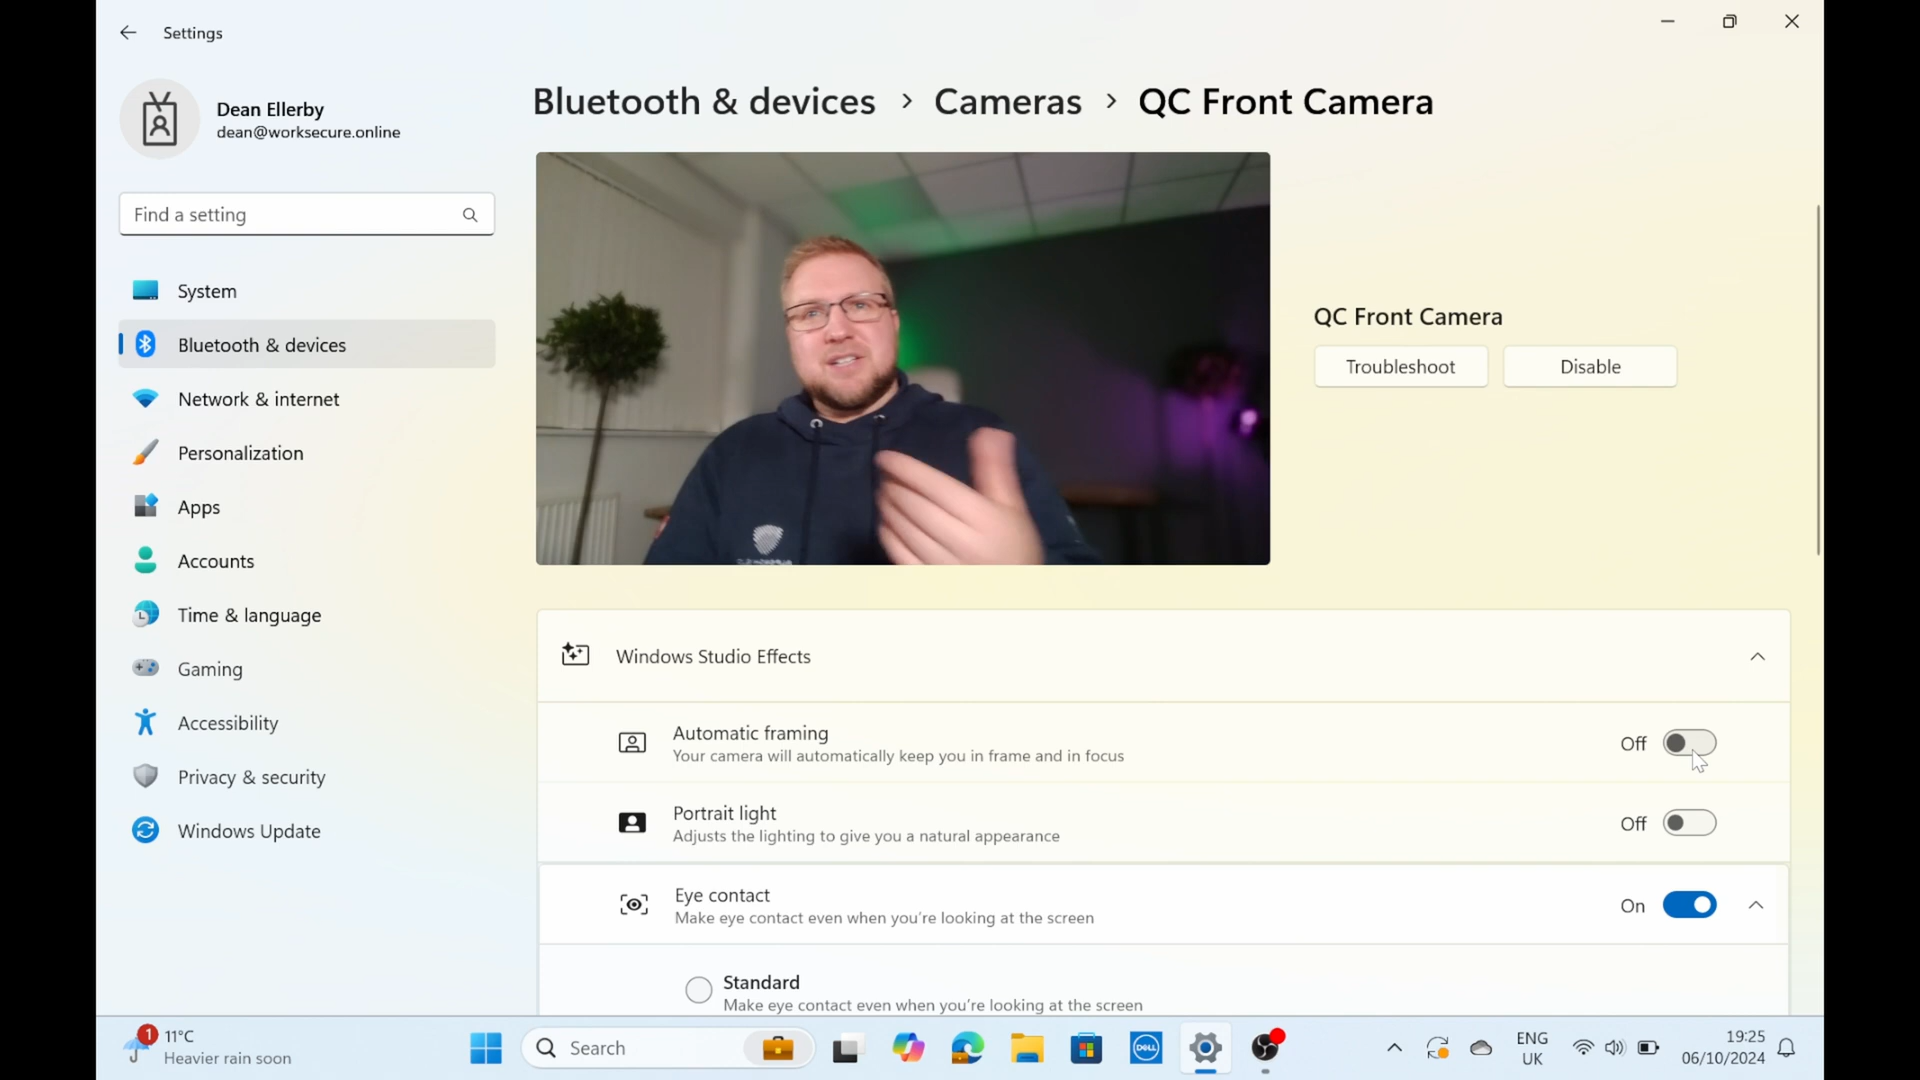 Settings
Dean Ellerby
dean@worksecure.online
Find a setting
System
Bluetooth & devices
Network & internet
Personalization
Apps
Accounts
Time & language
Gaming
Accessibility
Privacy & security
Windows Update
Bluetooth & devices > Cameras > QC Front Camera
QC Front Camera
Troubleshoot
Disable
Windows Studio Effects
Automatic framing
Your camera will automatically keep you in frame and in focus
Off
Portrait light
Adjusts the lighting to give you a natural appearance
Off
Eye contact
Make eye contact even when you're looking at the screen
On
Standard
Make eye contact even when you're looking at the screen
1
11°C
Heavier rain soon
Search
DELL
ENG
UK
19:25
06/10/2024